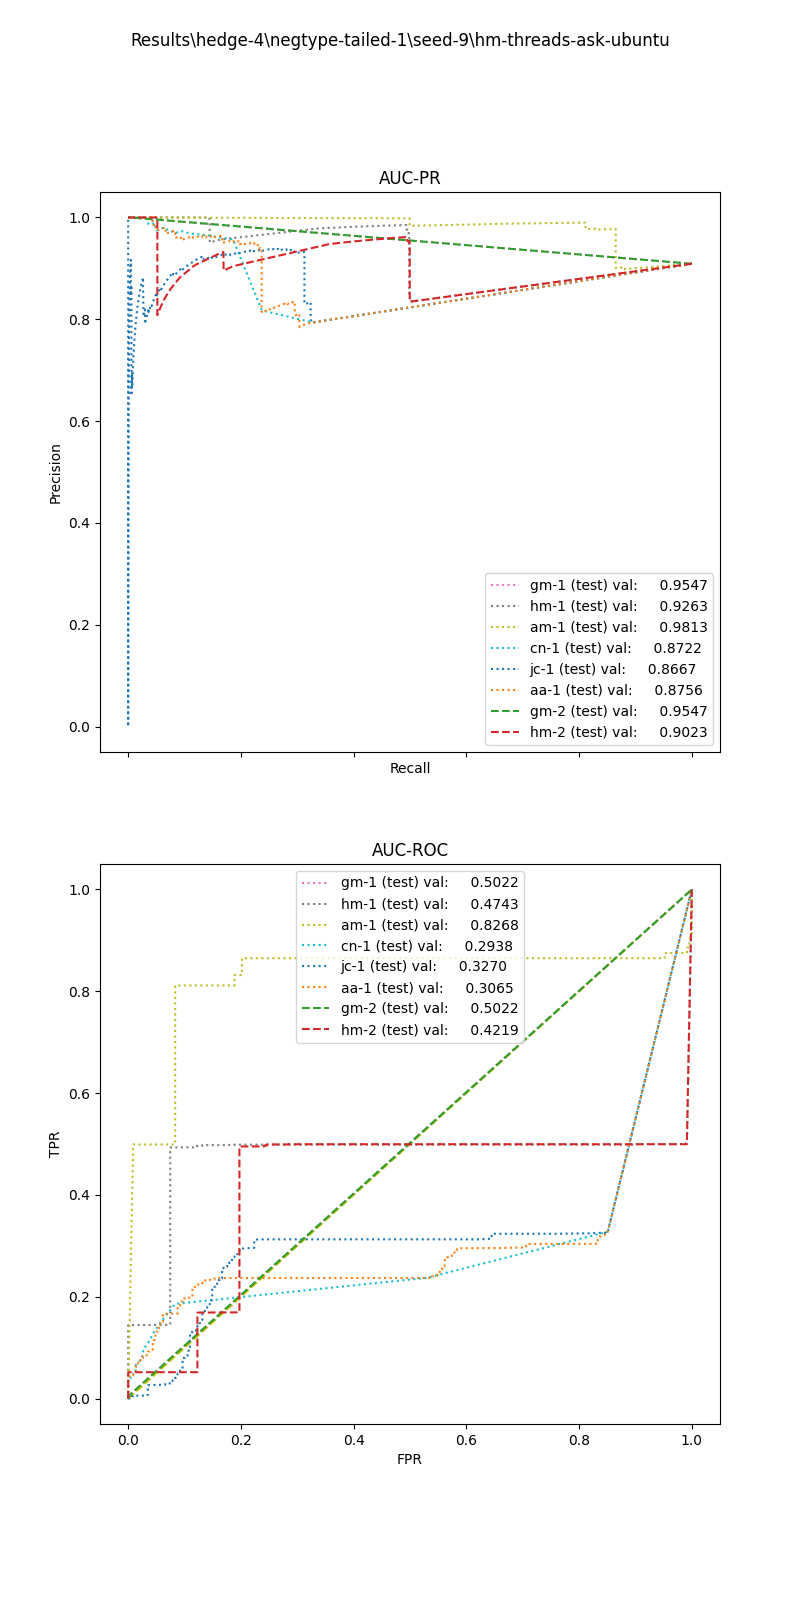 Results\hedge-4\negtype-tailed-1\seed-9\hm-threads-ask-ubuntu
AUC-PR
1.0
0.8
0.6
0.4
0.2
0.0
Precision
gm-1 (test) val: 0.9547
hm-1 (test) val: 0.9263
am-1 (test) val: 0.9813
cn-1 (test) val: 0.8722
jc-1 (test) val: 0.8667
aa-1 (test) val: 0.8756
gm-2 (test) val: 0.9547
hm-2 (test) val: 0.9023
Recall
AUC-ROC
1.0
0.8
0.6
0.4
0.2
0.0
TPR
gm-1 (test) val: 0.5022
hm-1 (test) val: 0.4743
am-1 (test) val: 0.8268
cn-1 (test) val: 0.2938
jc-1 (test) val: 0.3270
aa-1 (test) val: 0.3065
gm-2 (test) val: 0.5022
hm-2 (test) val: 0.4219
0.0 0.2 0.4 0.6 0.8 1.0
FPR